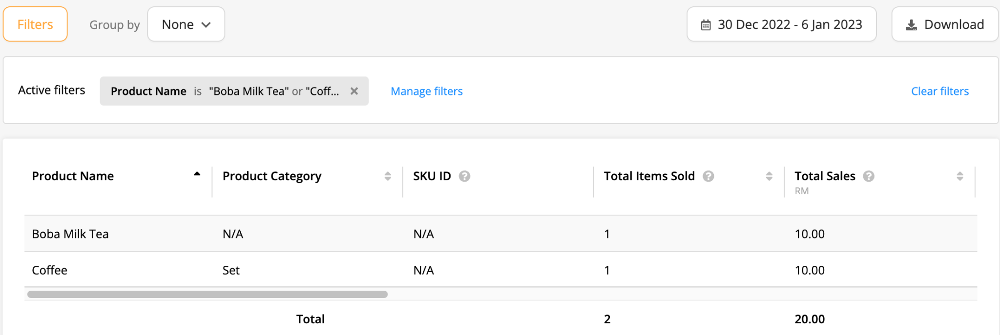 Filters Group by None 30 Dec 2022 - 6 Jan 2023 Download
Active filters Product Name is "Boba Milk Tea" or "Coff... Manage filters Clear filters
Product Name Product Category SKU ID Total Items Sold Total Sales
RM
Boba Milk Tea N/A N/A 1 10.00
Coffee Set N/A 1 10.00
Total 2 20.00